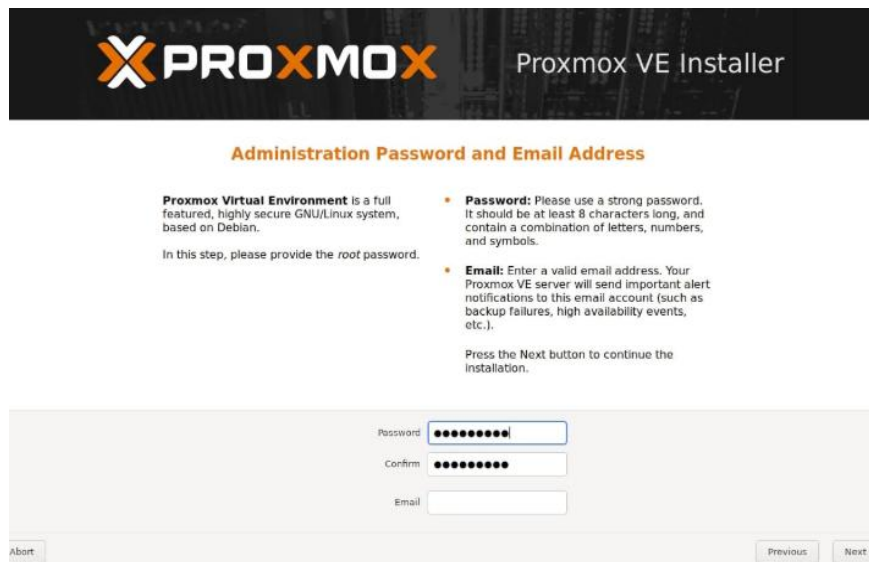 PROXMOX
Proxmox VE Installer
Administration Password and Email Address
Proxmox Virtual Environment is a full
featured, highly secure GNU/Linux system,
based on Debian.
In this step, please provide the root password.
• Password: Please use a strong password.
It should be at least 8 characters long, and
contain a combination of letters, numbers,
and symbols.
• Email: Enter a valid email address. Your
Proxmox VE server will send important alert
notifications to this email account (such as
backup failures, high availability events,
etc.).
Press the Next button to continue the
installation.
Password ●●●●●●●●●
Confirm ●●●●●●●●●
Email
Abort
Previous
Next